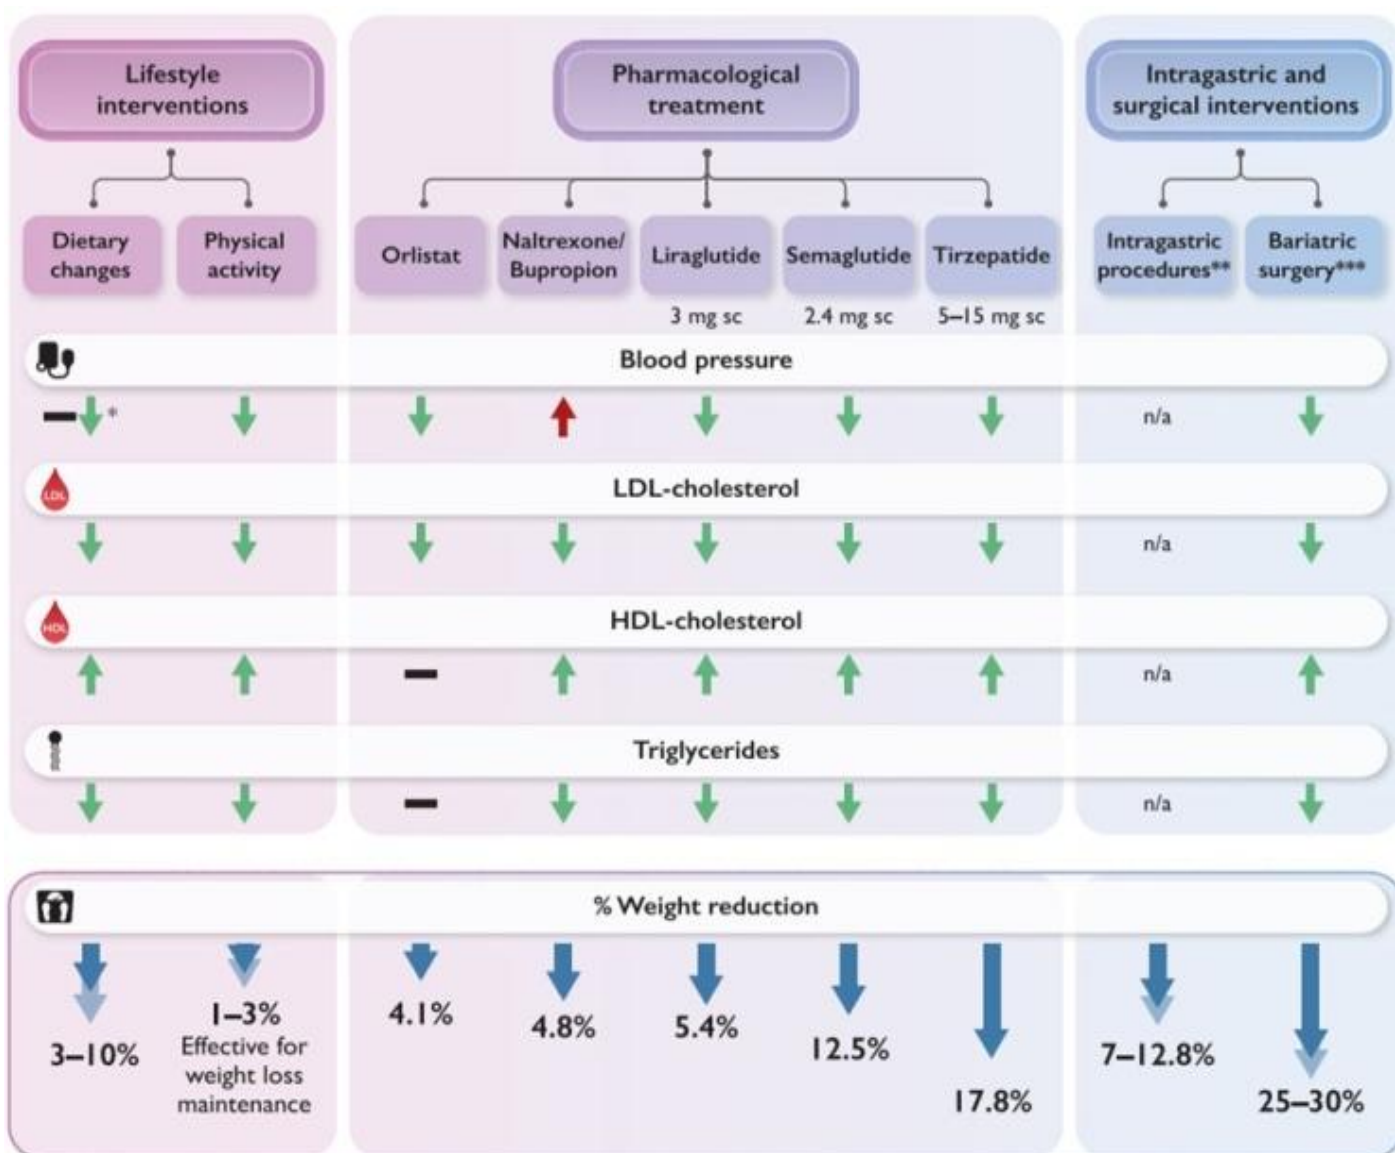 Lifestyle
interventions
Pharmacological
treatment
Intragastric and
surgical interventions
Dietary
changes
Physical
activity
Orlistat
Naltrexone/
Bupropion
Liraglutide
Semaglutide
Tirzepatide
Intragastric
procedures**
Bariatric
surgery***
3 mg sc
2.4 mg sc
5–15 mg sc
Blood pressure
*
n/a
LDL
LDL-cholesterol
n/a
HDL
HDL-cholesterol
n/a
Triglycerides
n/a
% Weight reduction
3–10%
1–3%
Effective for
weight loss
maintenance
4.1%
4.8%
5.4%
12.5%
17.8%
7–12.8%
25–30%